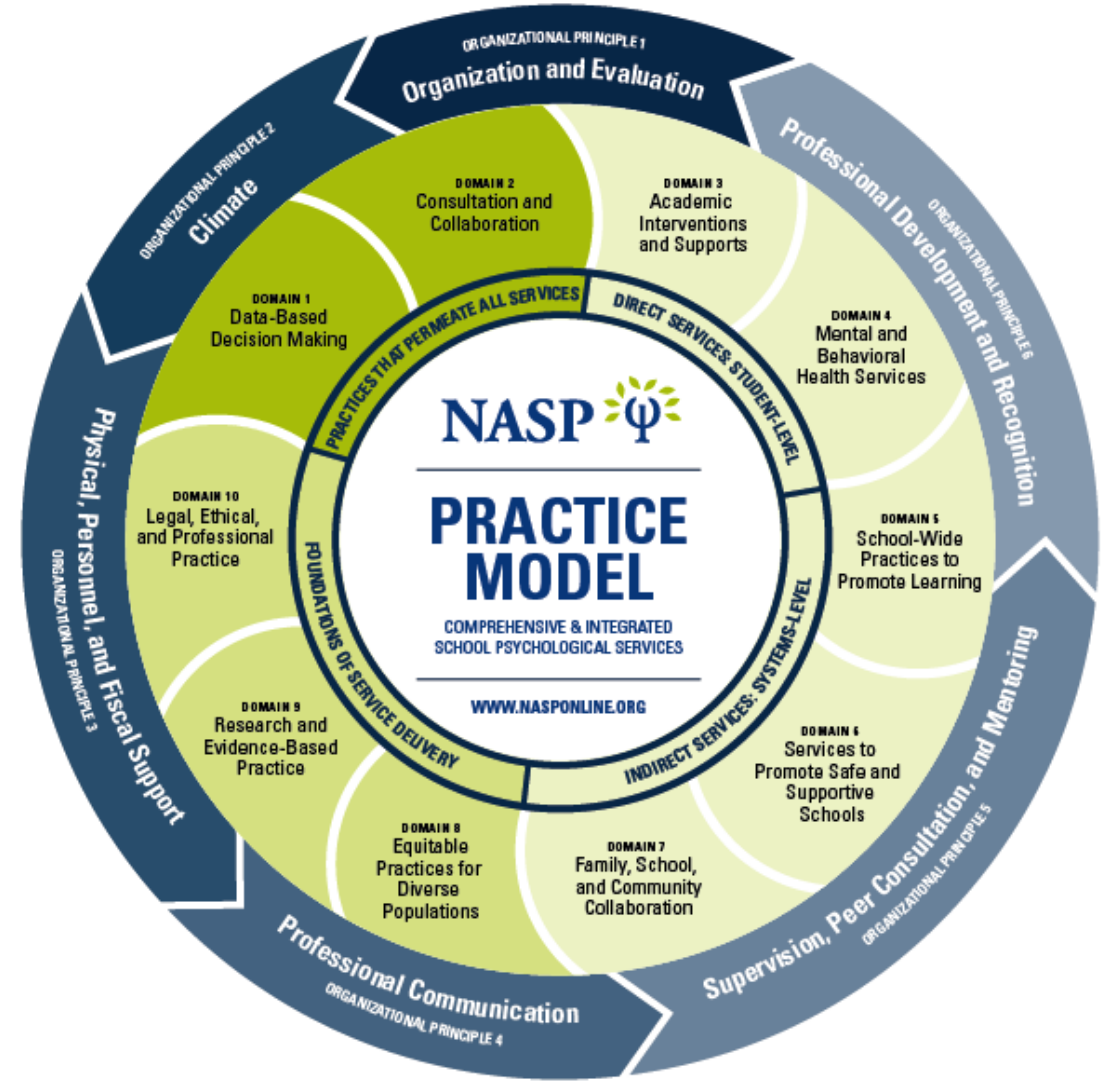 ORGANIZATIONAL PRINCIPLE 1
Organization and Evaluation
ORGANIZATIONAL PRINCIPLE 2
Climate
Physical, Personnel, and Fiscal Support
ORGANIZATIONAL PRINCIPLE 3
Professional Communication
ORGANIZATIONAL PRINCIPLE 4
Supervision, Peer Consultation, and Mentoring
ORGANIZATIONAL PRINCIPLE 5
Professional Development and Recognition
ORGANIZATIONAL PRINCIPLE 6
DOMAIN 1
Data-Based
Decision Making
DOMAIN 2
Consultation and
Collaboration
DOMAIN 3
Academic
Interventions
and Supports
DOMAIN 4
Mental and
Behavioral
Health Services
DOMAIN 5
School-Wide
Practices to
Promote Learning
DOMAIN 6
Services to
Promote Safe and
Supportive
Schools
DOMAIN 7
Family, School,
and Community
Collaboration
DOMAIN 8
Equitable
Practices for
Diverse
Populations
DOMAIN 9
Research and
Evidence-Based
Practice
DOMAIN 10
Legal, Ethical,
and Professional
Practice
PRACTICES THAT PERMEATE ALL SERVICES
DIRECT SERVICES: STUDENT-LEVEL
INDIRECT SERVICES: SYSTEMS-LEVEL
FOUNDATIONS OF SERVICE DELIVERY
NASP
PRACTICE
MODEL
COMPREHENSIVE & INTEGRATED
SCHOOL PSYCHOLOGICAL SERVICES
WWW.NASPONLINE.ORG